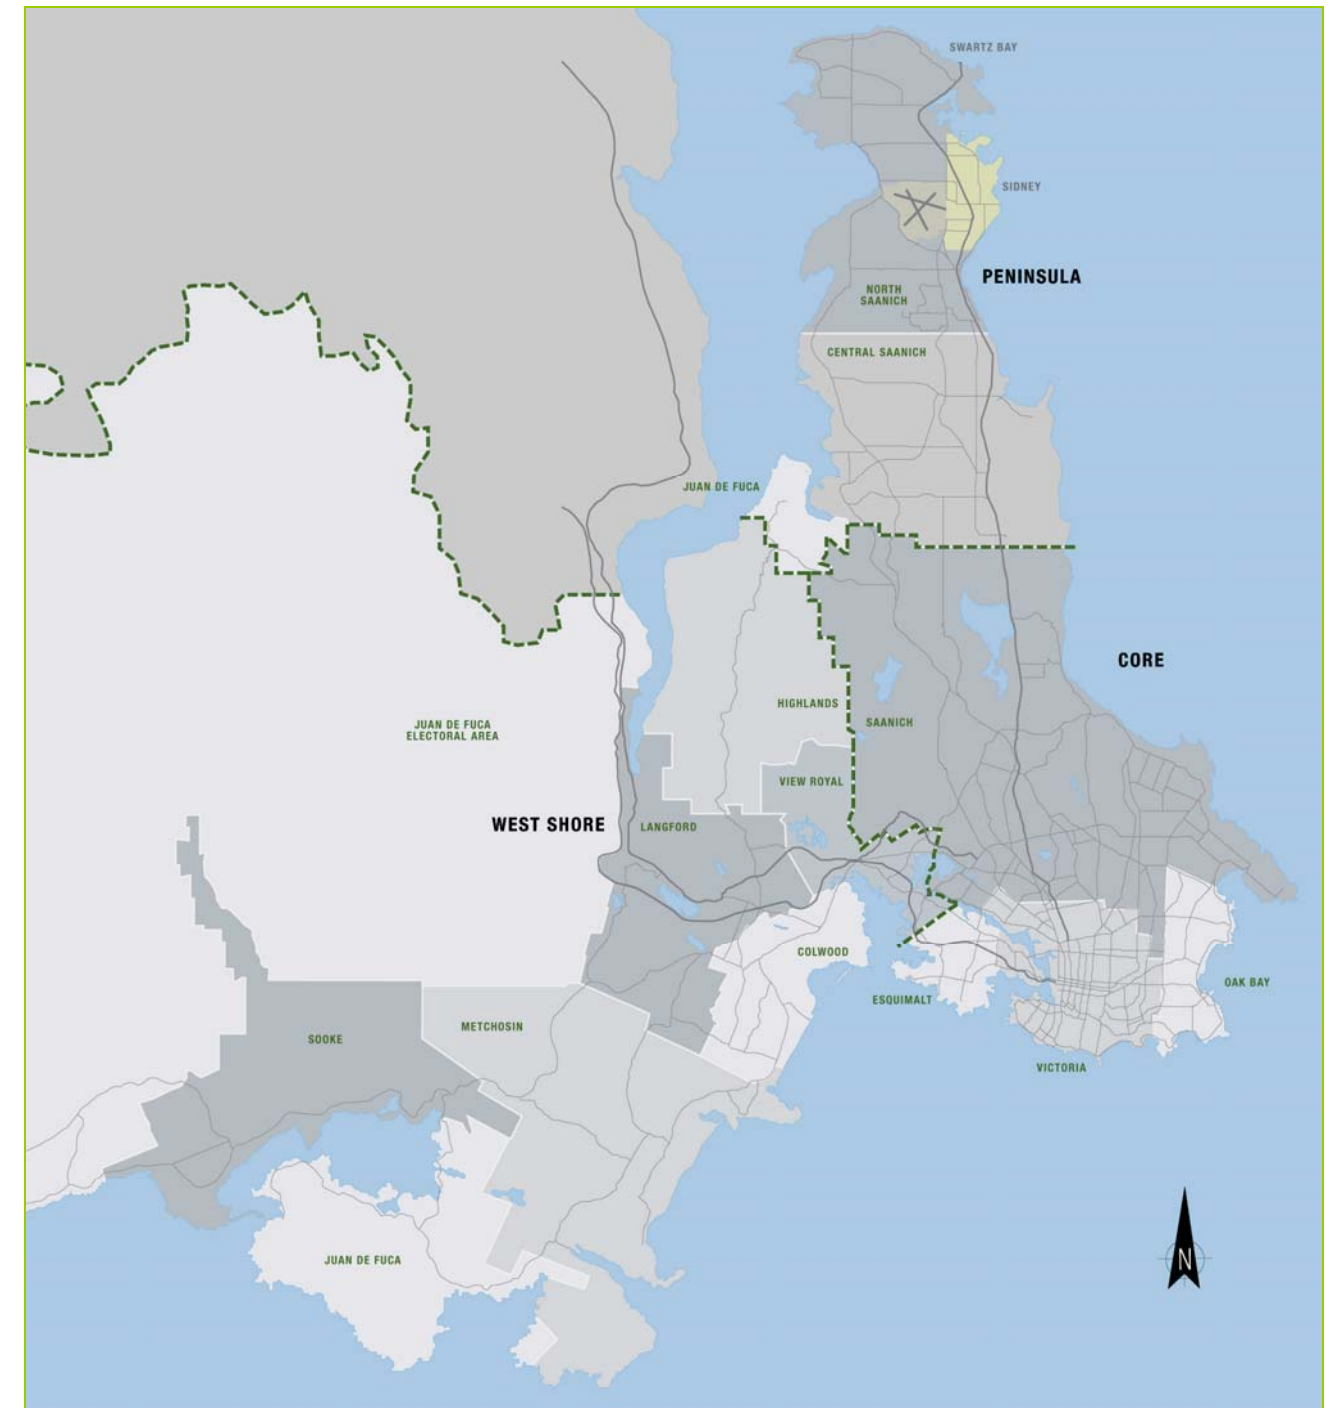 SWARTZ BAY
SIDNEY
PENINSULA
NORTH
SAANICH
CENTRAL SAANICH
JUAN DE FUCA
CORE
HIGHLANDS
SAANICH
JUAN DE FUCA
ELECTORAL AREA
VIEW ROYAL
WEST SHORE
LANGFORD
COLWOOD
OAK BAY
ESQUIMALT
METCHOSIN
SOOKE
VICTORIA
JUAN DE FUCA
N